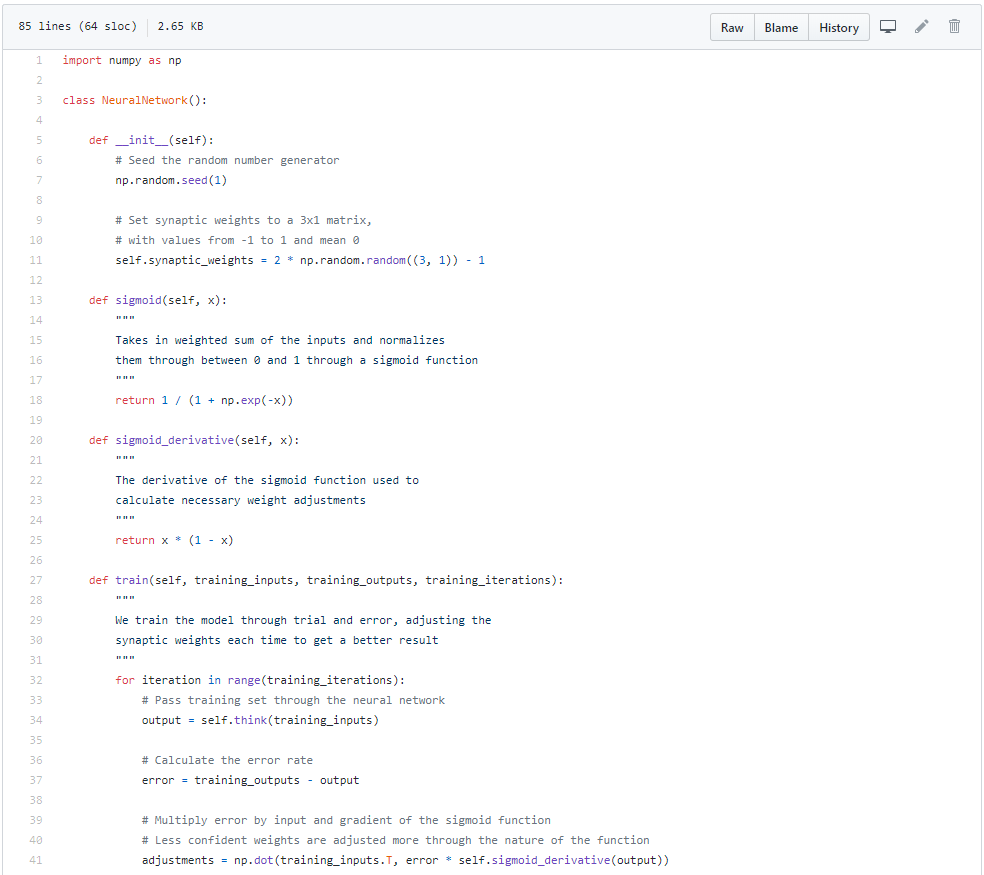 85 lines (64 sloc) 2.65 KB Raw Blame History
1 import numpy as np
2
3 class NeuralNetwork():
4
5     def __init__(self):
6         # Seed the random number generator
7         np.random.seed(1)
8
9         # Set synaptic weights to a 3x1 matrix,
10         # with values from -1 to 1 and mean 0
11         self.synaptic_weights = 2 * np.random.random((3, 1)) - 1
12
13     def sigmoid(self, x):
14         """
15         Takes in weighted sum of the inputs and normalizes
16         them through between 0 and 1 through a sigmoid function
17         """
18         return 1 / (1 + np.exp(-x))
19
20     def sigmoid_derivative(self, x):
21         """
22         The derivative of the sigmoid function used to
23         calculate necessary weight adjustments
24         """
25         return x * (1 - x)
26
27     def train(self, training_inputs, training_outputs, training_iterations):
28         """
29         We train the model through trial and error, adjusting the
30         synaptic weights each time to get a better result
31         """
32         for iteration in range(training_iterations):
33             # Pass training set through the neural network
34             output = self.think(training_inputs)
35
36             # Calculate the error rate
37             error = training_outputs - output
38
39             # Multiply error by input and gradient of the sigmoid function
40             # Less confident weights are adjusted more through the nature of the function
41             adjustments = np.dot(training_inputs.T, error * self.sigmoid_derivative(output))